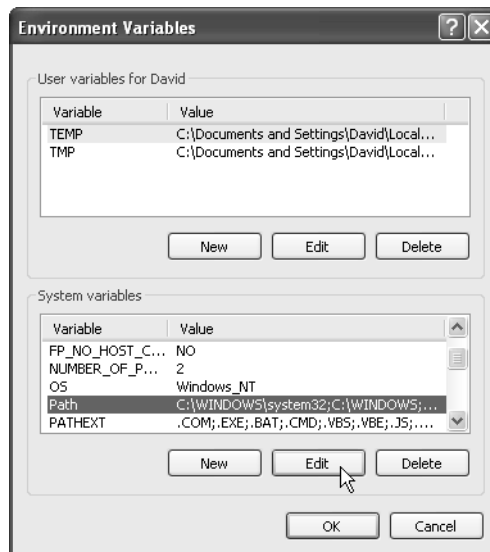 Environment Variables
User variables for David
Variable Value
TEMP C:\Documents and Settings\David\Local...
TMP C:\Documents and Settings\David\Local...
New Edit Delete
System variables
Variable Value
FP_NO_HOST_C... NO
NUMBER_OF_P... 2
OS Windows_NT
Path C:\WINDOWS\system32;C:\WINDOWS;...
PATHEXT .COM;.EXE;.BAT;.CMD;.VBS;.VBE;.JS;....
New Edit Delete
OK Cancel